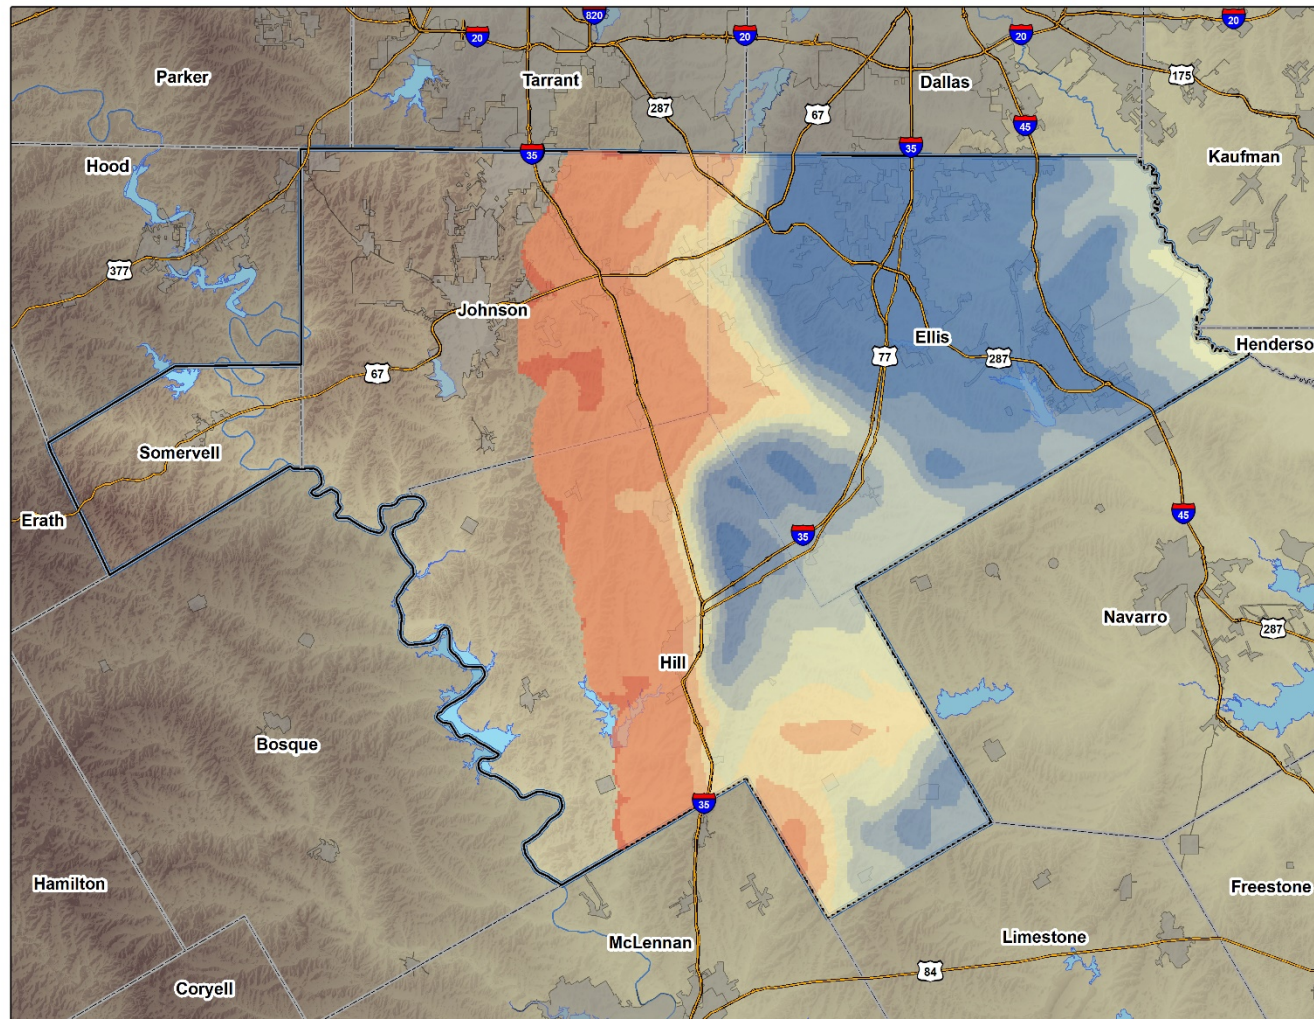 820
20
20
20
20
Parker
Tarrant
Dallas
175
287
67
45
35
35
Hood
Kaufman
377
Johnson
Ellis
Henderso
77
287
67
Somervell
Erath
45
35
Navarro
287
Hill
Bosque
35
Hamilton
Freestone
McLennan
Limestone
84
Coryell